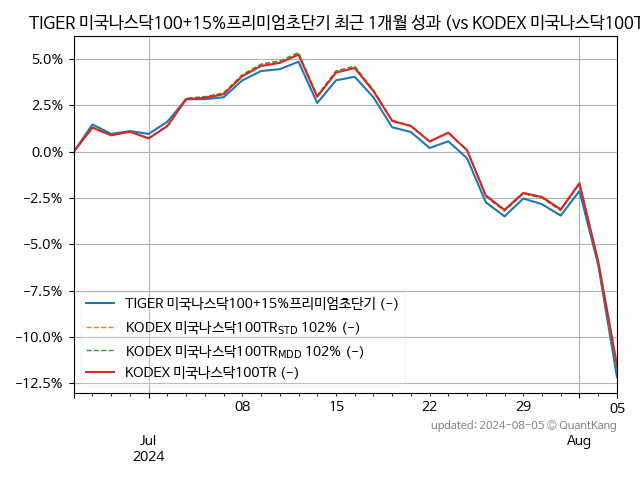 TIGER 미국나스닥100+15%프리미엄초단기 최근 1개월 성과 (vs KODEX 미국나스닥100T
5.0%
2.5%
0.0%
−2.5%
−5.0%
−7.5%
−10.0%
−12.5%
TIGER 미국나스닥100+15%프리미엄초단기 (−)
KODEX 미국나스닥100TR_STD 102% (−)
KODEX 미국나스닥100TR_MDD 102% (−)
KODEX 미국나스닥100TR (−)
08 15 22 29 05
updated: 2024-08-05 © QuantKang
Jul Aug
2024